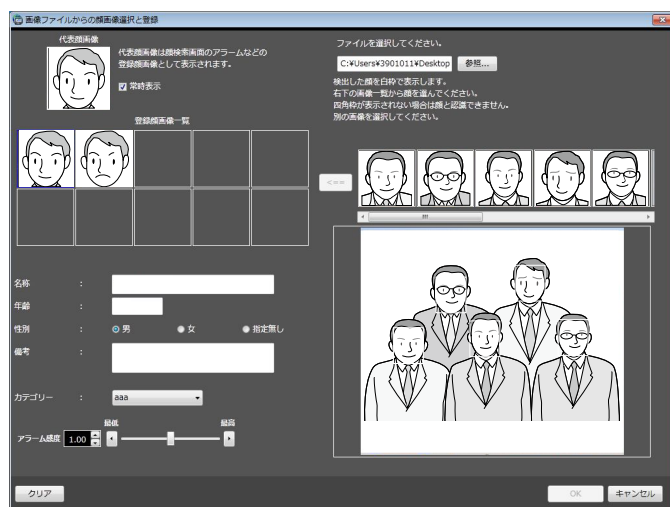 画像ファイルからの顔画像選択と登録
代表顔画像
代表顔画像は顔検索画面のアラームなどの
登録顔画像として表示されます。
常時表示
登録顔画像一覧
ファイルを選択してください。
C:¥Users¥3901011¥Desktop
参照...
検出した顔を白枠で表示します。
右下の画像一覧から顔を選んでください。
四角枠が表示されない場合は顔と認識できません。
別の画像を選択してください。
<==
名称 :
年齢 :
性別 : 男 女 指定無し
備考 :
カテゴリー : aaa
最低 最高
アラーム感度 1.00
クリア
OK
キャンセル